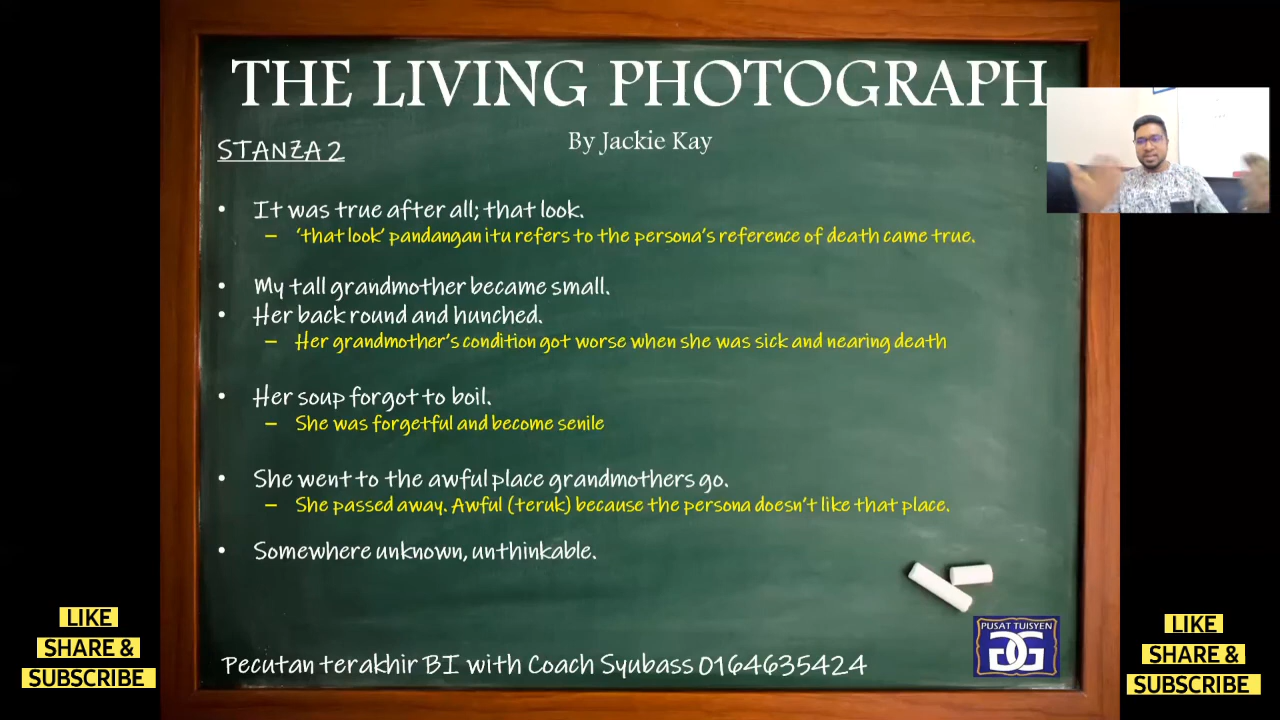 THE LIVING PHOTOGRAPH
By Jackie Kay
STANZA 2
• It was true after all; that look.
– 'that look' pandangan itu refers to the persona's reference of death came true.
• My tall grandmother became small.
• Her back round and hunched.
– Her grandmother's condition got worse when she was sick and nearing death
• Her soup forgot to boil.
– She was forgetful and become senile
• She went to the awful place grandmothers go.
– She passed away. Awful (teruk) because the persona doesn't like that place.
• Somewhere unknown, unthinkable.
Pecutan terakhir BI with Coach Syubass 0164635424
PUSAT TUISYEN
GG
LIKE
SHARE &
SUBSCRIBE
LIKE
SHARE &
SUBSCRIBE